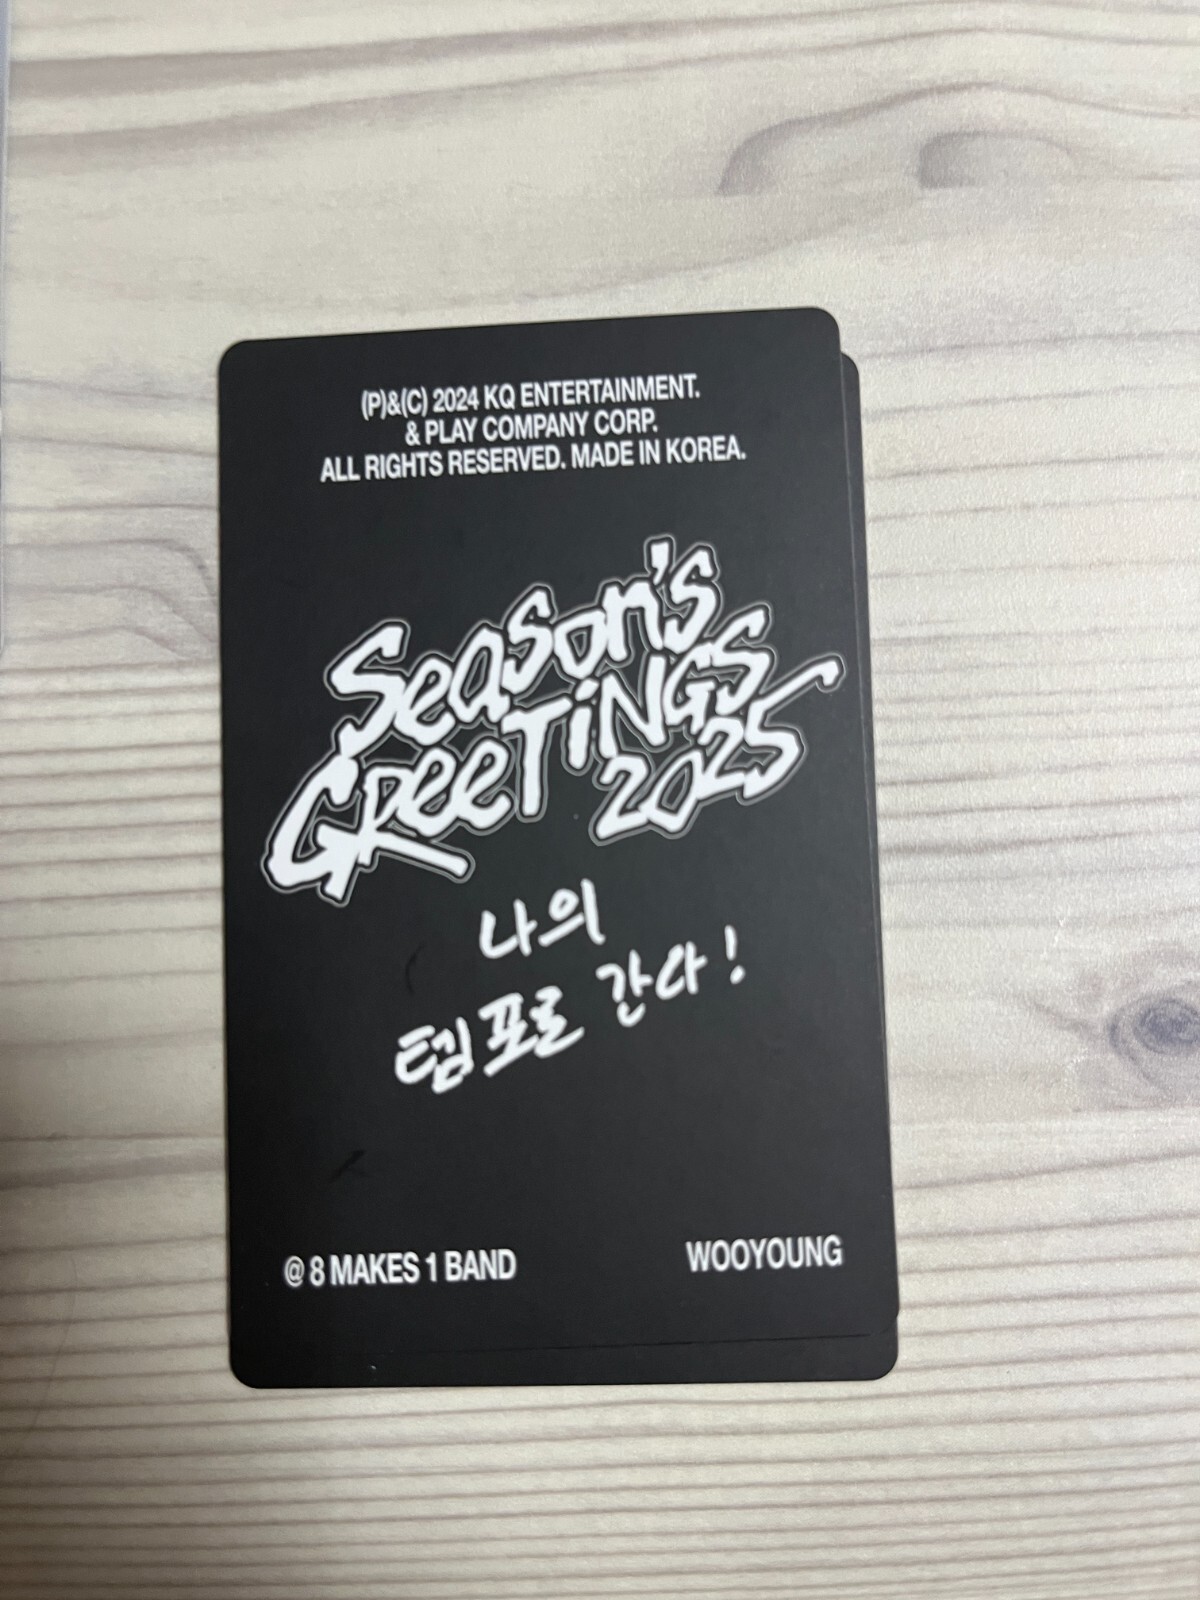 (P)&(C) 2024 KQ ENTERTAINMENT.
& PLAY COMPANY CORP.
ALL RIGHTS RESERVED. MADE IN KOREA.
Season's
GReeTiNGS
2025
나의
템포로 간다!
@ 8 MAKES 1 BAND
WOOYOUNG